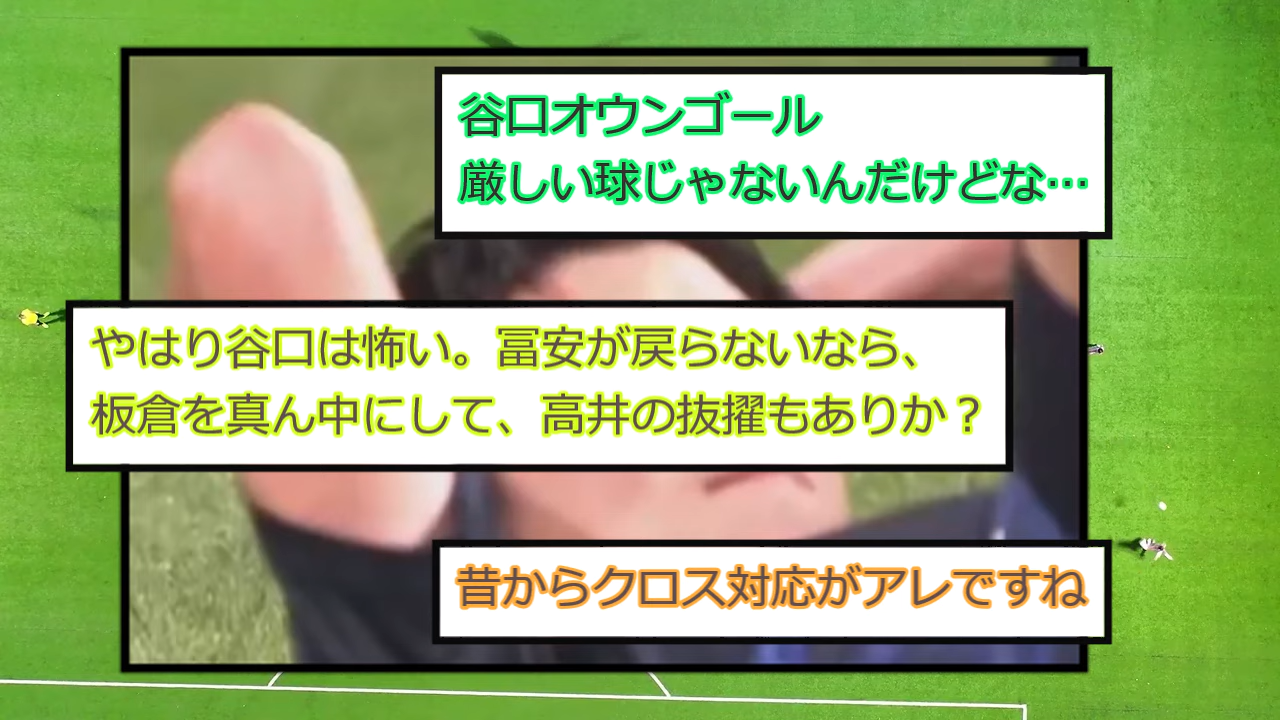 谷口オウンゴール
厳しい球じゃないんだけどな…
やはり谷口は怖い。冨安が戻らないなら、
板倉を真ん中にして、高井の抜擢もありか？
昔からクロス対応がアレですね